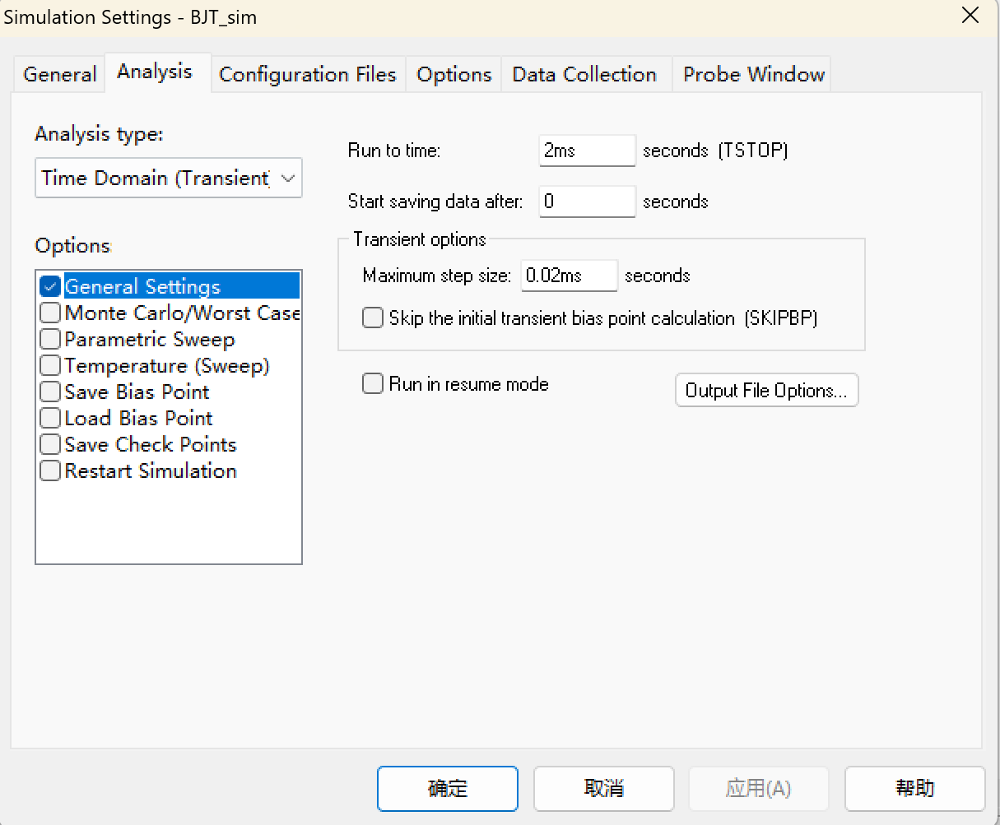 Simulation Settings - BJT_sim
General
Analysis
Configuration Files
Options
Data Collection
Probe Window
Analysis type:
Time Domain (Transient)
Options
General Settings
Monte Carlo/Worst Case
Parametric Sweep
Temperature (Sweep)
Save Bias Point
Load Bias Point
Save Check Points
Restart Simulation
Run to time: 2ms seconds (TSTOP)
Start saving data after: 0 seconds
Transient options
Maximum step size: 0.02ms seconds
Skip the initial transient bias point calculation (SKIPBP)
Run in resume mode
Output File Options...
确定
取消
应用(A)
帮助